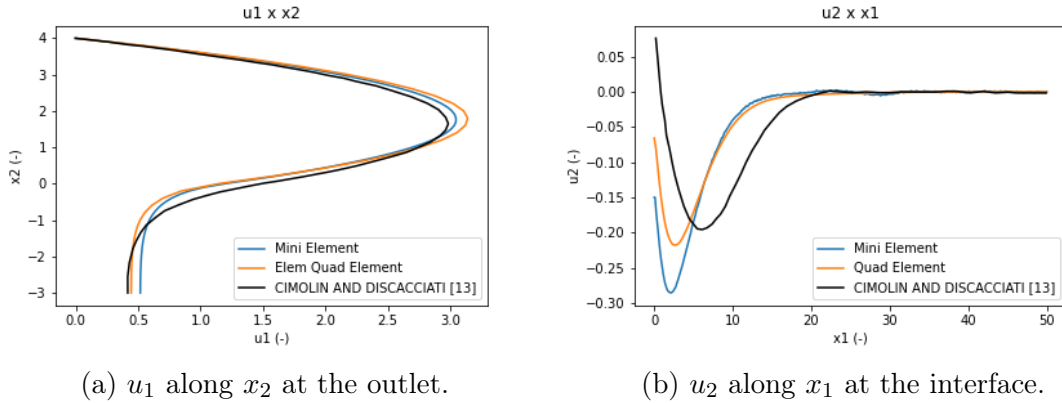 u1 x x2
x2 (-)
4
3
2
1
0
−1
−2
−3
Mini Element
Elem Quad Element
CIMOLIN AND DISCACCIATI [13]
0.0 0.5 1.0 1.5 2.0 2.5 3.0
u1 (-)
(a) u1 along x2 at the outlet.
u2 x x1
u2 (-)
0.05
0.00
−0.05
−0.10
−0.15
−0.20
−0.25
−0.30
Mini Element
Quad Element
CIMOLIN AND DISCACCIATI [13]
0 10 20 30 40 50
x1 (-)
(b) u2 along x1 at the interface.